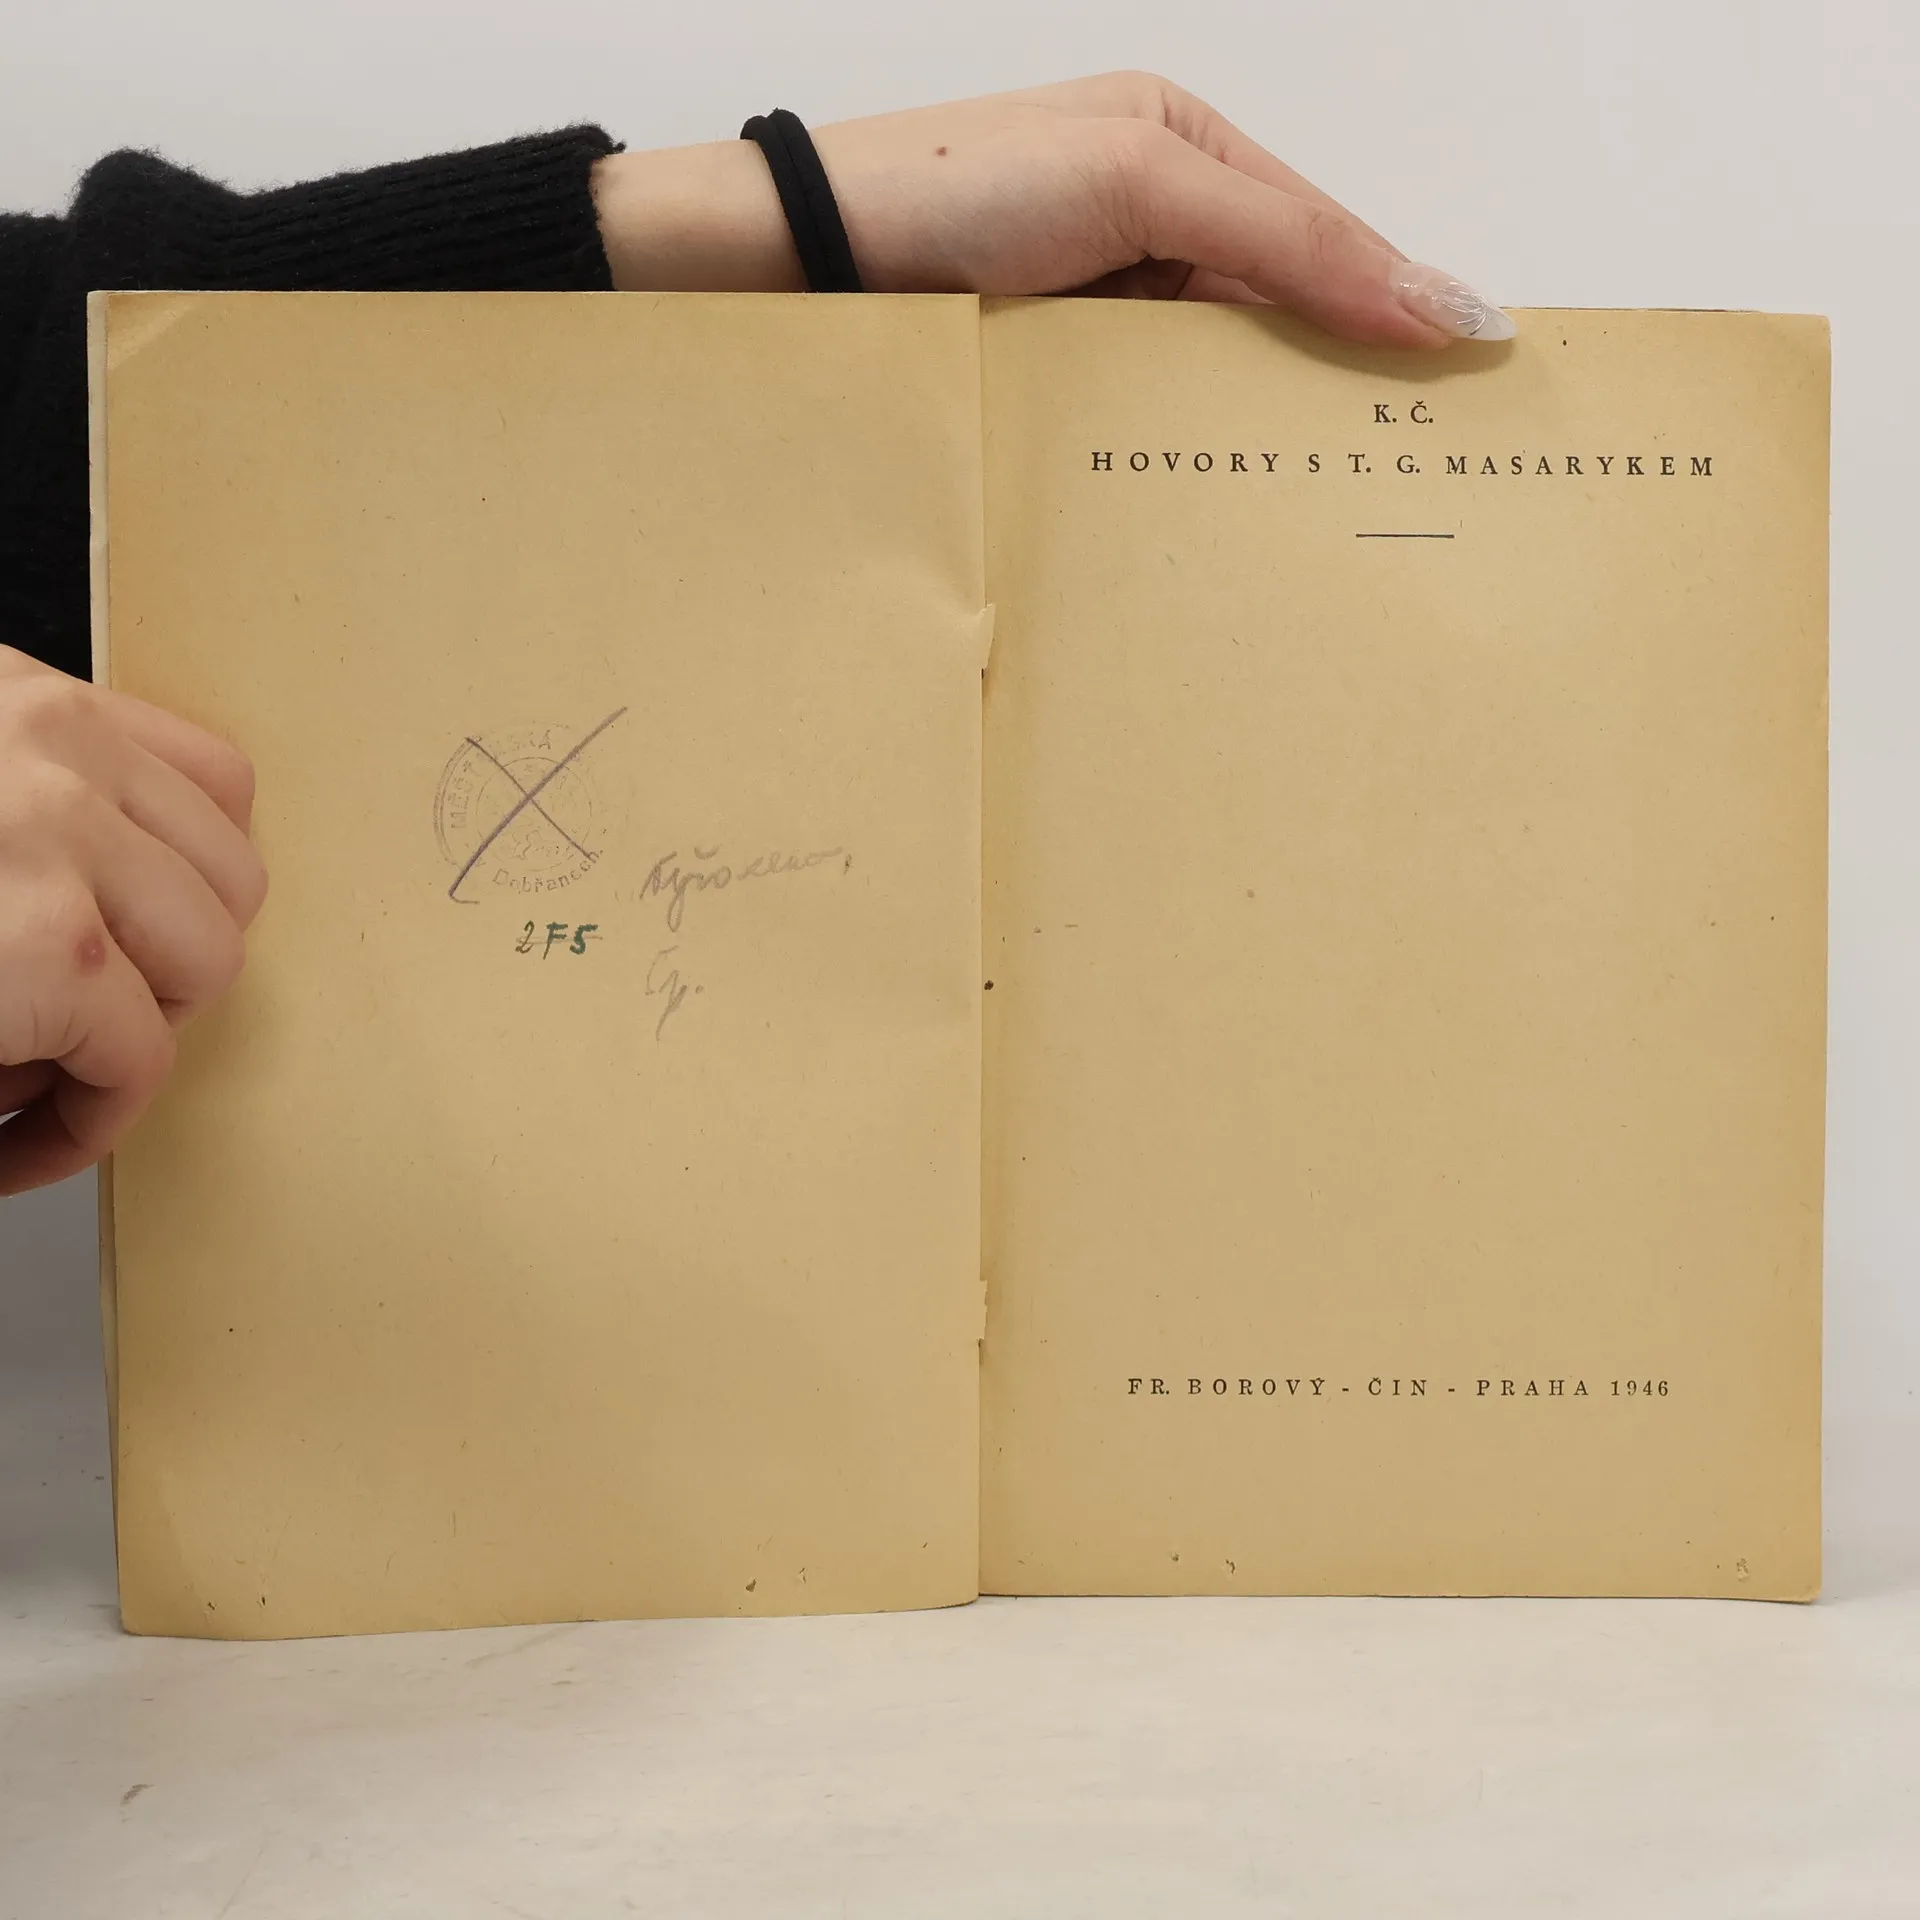 Dobřanech.
2F5
K. Č.
HOVORY S T. G. MASARYKEM
FR. BOROVÝ - ČIN - PRAHA 1946